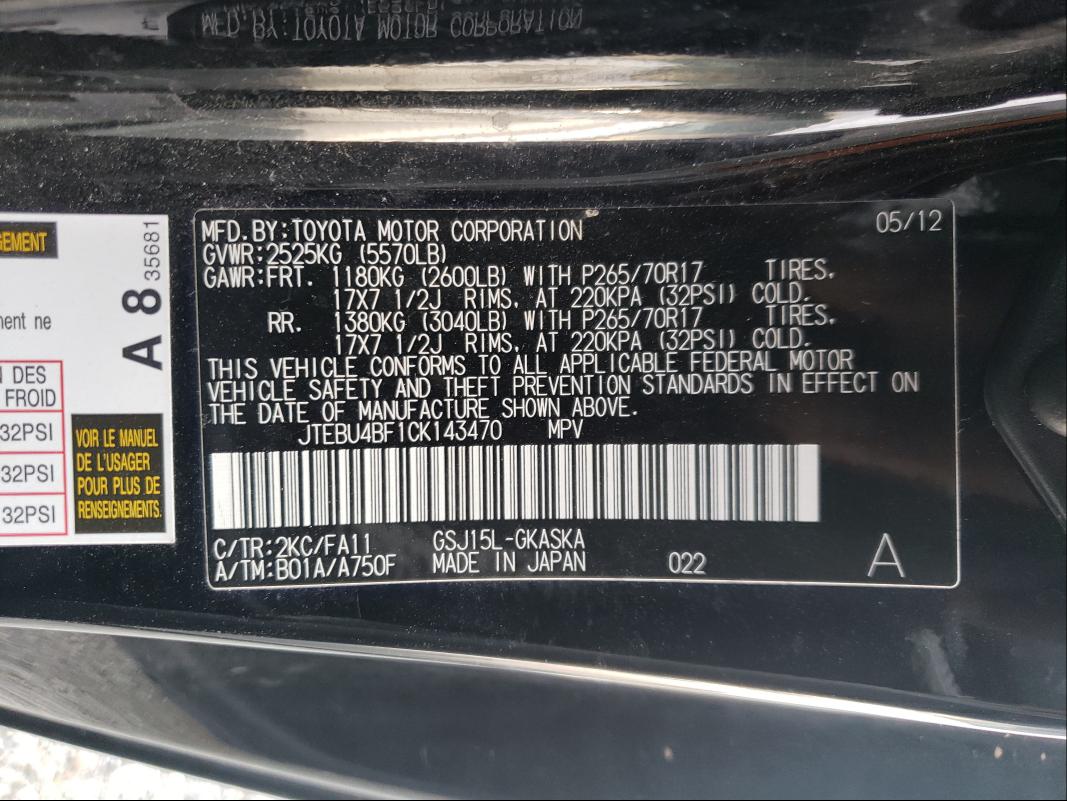 MFD.BY:TOYOTA MOTOR CORPORATION
GEMENT
ment ne
N DES
FROID
32PSI
32PSI
32PSI
A 8 35681
VOIR LE MANUEL
DE L'USAGER
POUR PLUS DE
RENSEIGNEMENTS.
MFD.BY:TOYOTA MOTOR CORPORATION 05/12
GVWR:2525KG (5570LB)
GAWR:FRT. 1180KG (2600LB) WITH P265/70R17 TIRES,
17X7 1/2J RIMS, AT 220KPA (32PSI) COLD.
RR. 1380KG (3040LB) WITH P265/70R17 TIRES,
17X7 1/2J RIMS, AT 220KPA (32PSI) COLD.
THIS VEHICLE CONFORMS TO ALL APPLICABLE FEDERAL MOTOR
VEHICLE SAFETY AND THEFT PREVENTION STANDARDS IN EFFECT ON
THE DATE OF MANUFACTURE SHOWN ABOVE.
JTEBU4BF1CK143470 MPV
C/TR:2KC/FA11 GSJ15L-GKASKA
A/TM:B01A/A750F MADE IN JAPAN 022 A